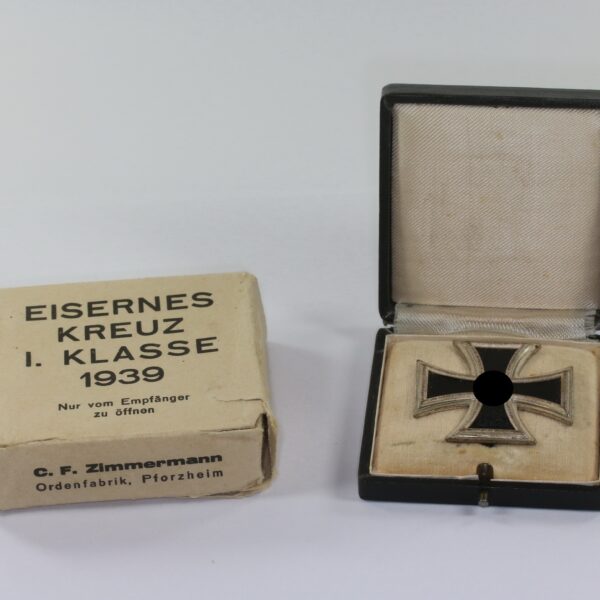 EISERNES
KREUZ
I. KLASSE
1939
Nur vom Empfänger
zu öffnen
C. F. Zimmermann
Ordenfabrik, Pforzheim